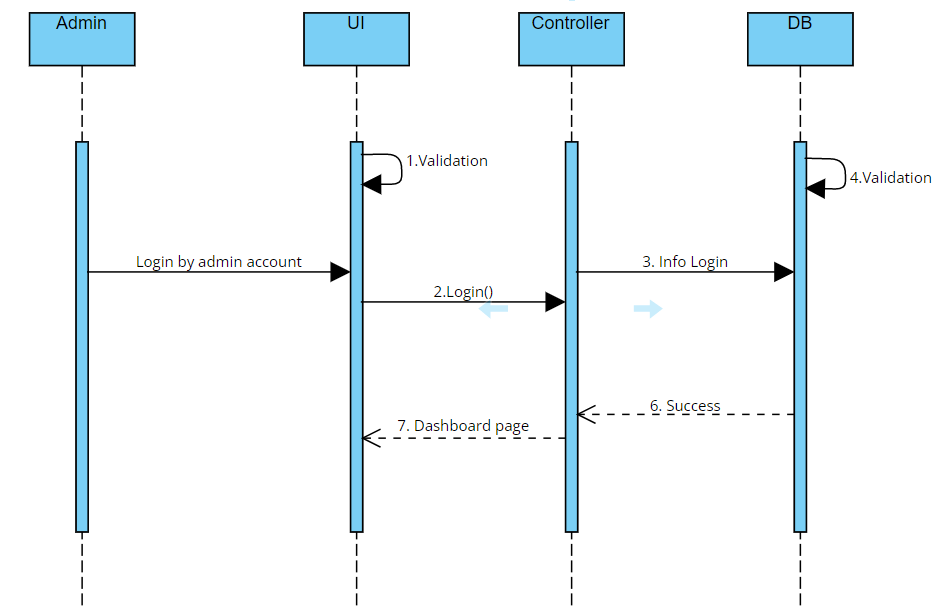 Admin
UI
Controller
DB
1.Validation
4.Validation
Login by admin account
3. Info Login
2.Login()
6. Success
7. Dashboard page